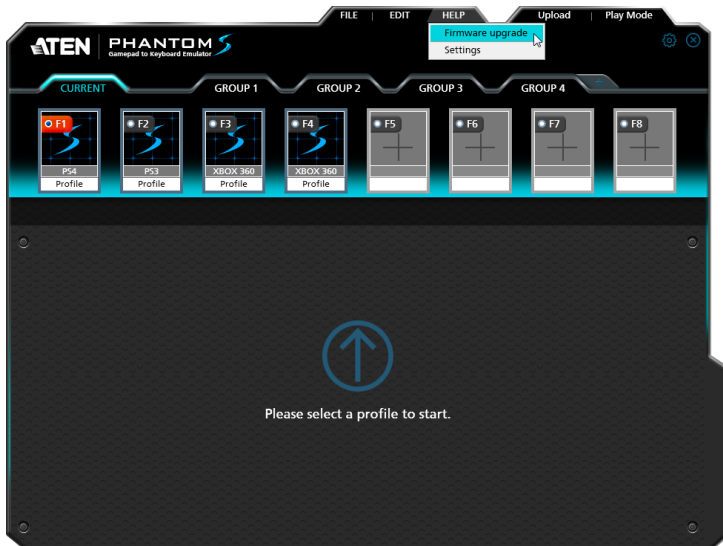 FILE | EDIT HELP Upload | Play Mode
Firmware upgrade
Settings
ATEN PHANTOM S
Gamepad to Keyboard Emulator
CURRENT GROUP 1 GROUP 2 GROUP 3 GROUP 4
F1 F2 F3 F4 F5 F6 F7 F8
PS4 PS3 XBOX 360 XBOX 360
Profile Profile Profile Profile
Please select a profile to start.